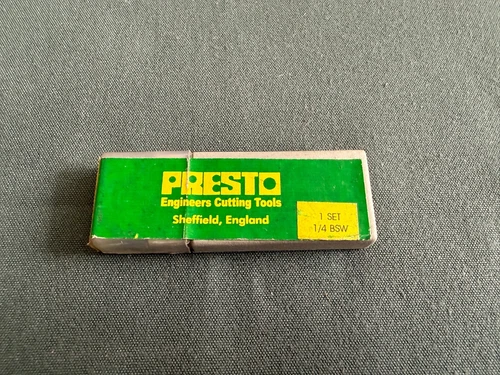 PRESTO
Engineers Cutting Tools
Sheffield, England
1 SET
1/4 BSW